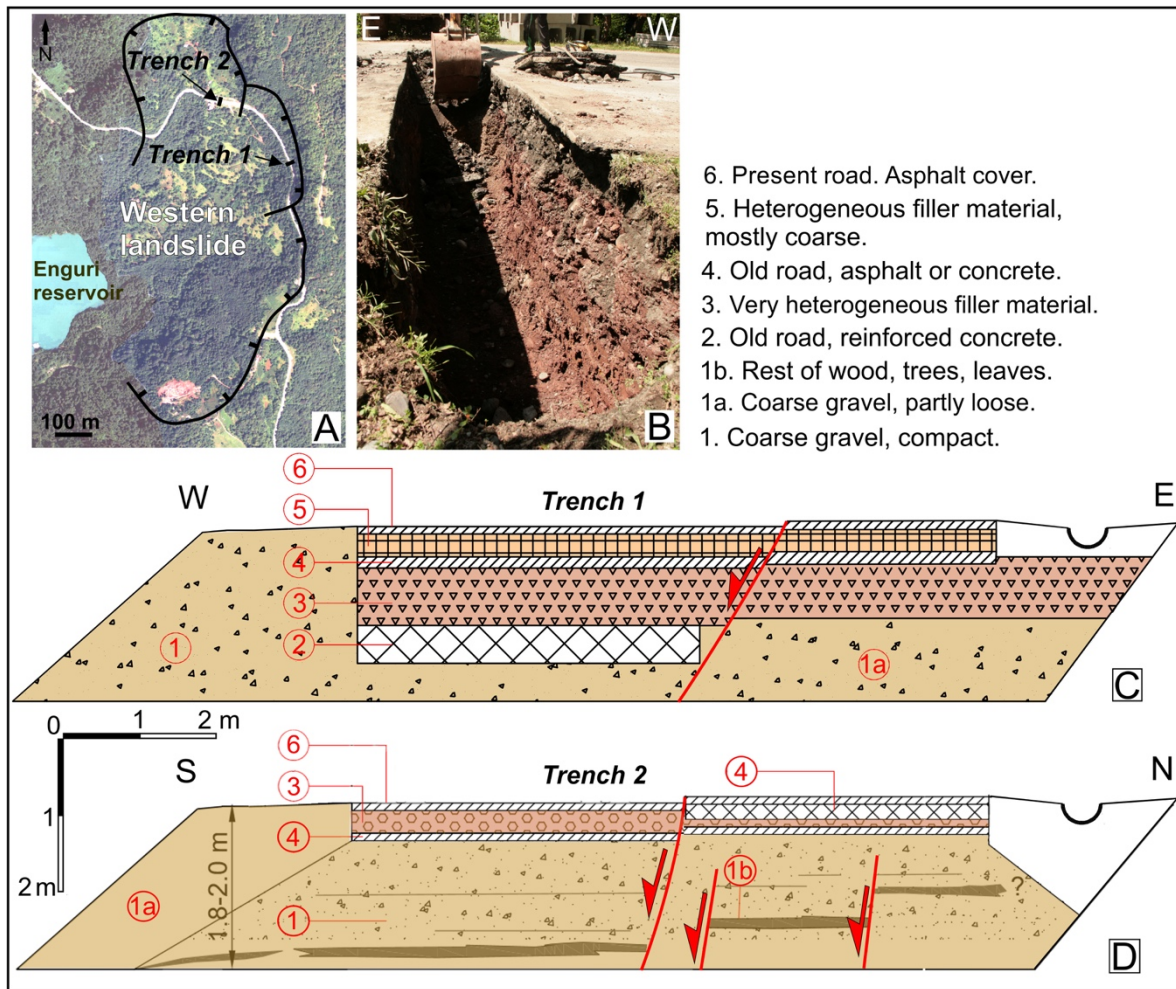 N
Trench 2
Trench 1
Western
landslide
Enguri
reservoir
100 m
A
E
W
B
6. Present road. Asphalt cover.
5. Heterogeneous filler material,
mostly coarse.
4. Old road, asphalt or concrete.
3. Very heterogeneous filler material.
2. Old road, reinforced concrete.
1b. Rest of wood, trees, leaves.
1a. Coarse gravel, partly loose.
1. Coarse gravel, compact.
W
Trench 1
E
6
5
4
3
2
1
1a
C
0 1 2 m
1
2 m
S
Trench 2
N
6
3
4
4
1a
1.8-2.0 m
1
1b
?
D